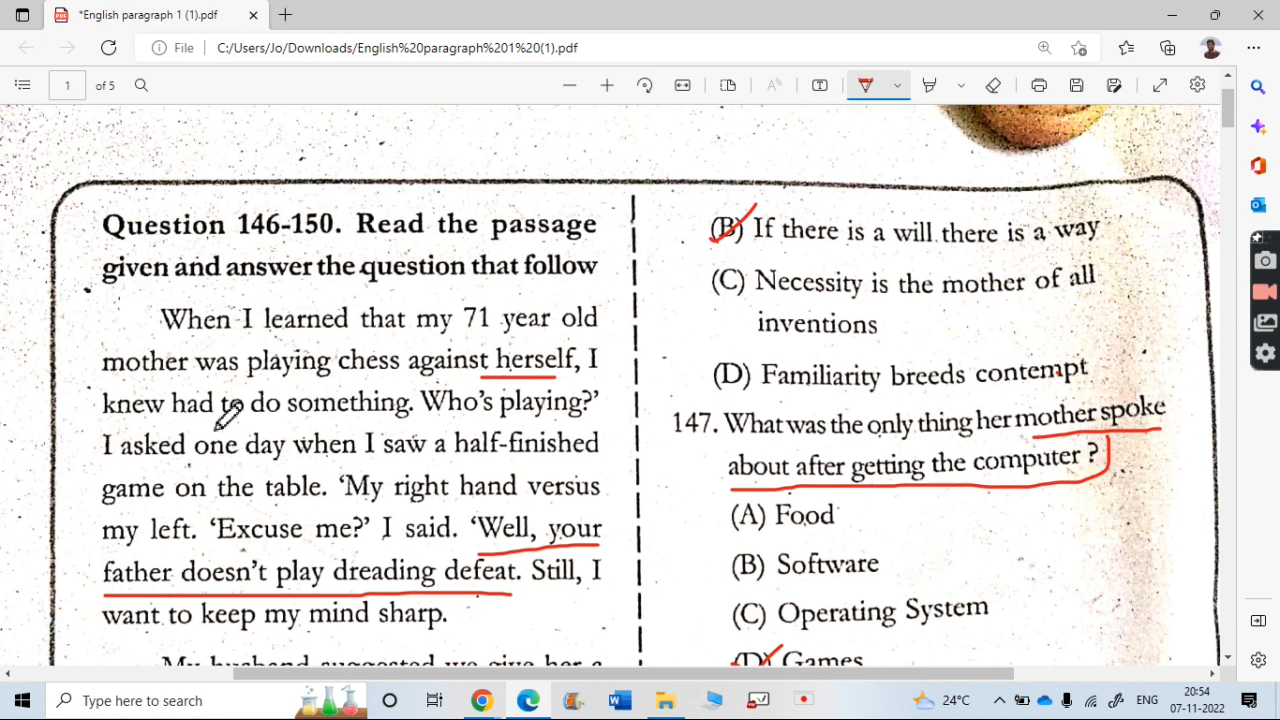 *English paragraph 1 (1).pdf
File
C:/Users/Jo/Downloads/English%20paragraph%201%20(1).pdf
1 of 5
Question 146-150. Read the passage
given and answer the question that follow
When I learned that my 71 year old
mother was playing chess against herself, I
knew had to do something. Who's playing?'
I asked one day when I saw a half-finished
game on the table. 'My right hand versus
my left. 'Excuse me?' I said. 'Well, your
father doesn't play dreading defeat. Still, I
want to keep my mind sharp.
My husband suggested we give her a
(B) If there is a will there is a way
(C) Necessity is the mother of all
inventions
(D) Familiarity breeds contempt
147. What was the only thing her mother spoke
about after getting the computer ?
(A) Food
(B) Software
(C) Operating System
(D) Games
Type here to search
24°C
ENG
20:54
07-11-2022